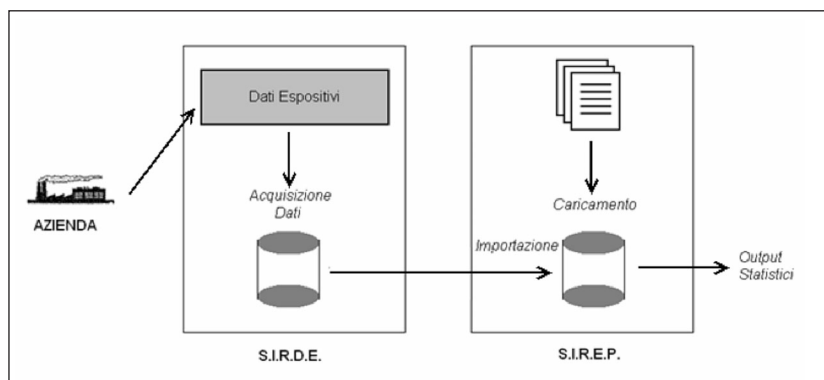 Dati Espositivi
Acquisizione
Dati
AZIENDA
S.I.R.D.E.
Caricamento
Importazione
Output
Statistici
S.I.R.E.P.